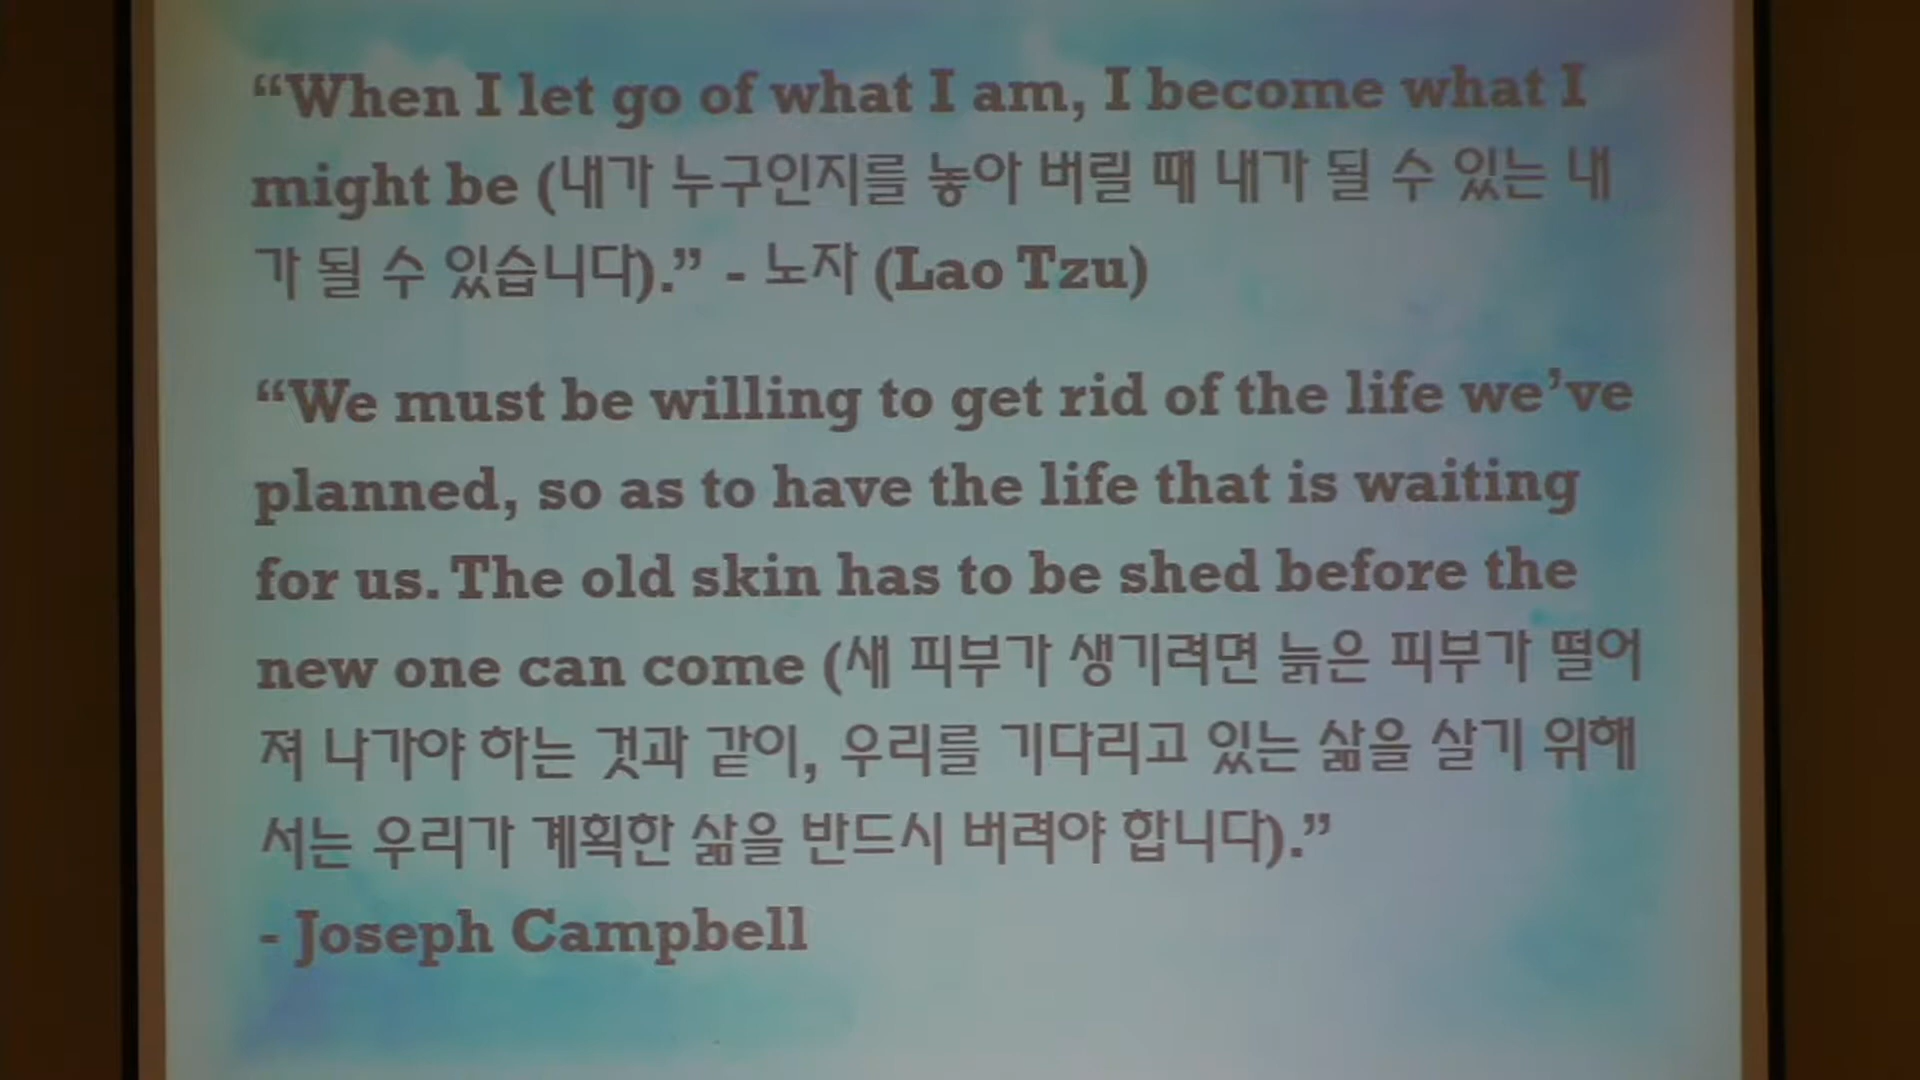 “When I let go of what I am, I become what I
might be (내가 누구인지를 놓아 버릴 때 내가 될 수 있는 내
가 될 수 있습니다).” - 노자 (Lao Tzu)
“We must be willing to get rid of the life we’ve
planned, so as to have the life that is waiting
for us. The old skin has to be shed before the
new one can come (새 피부가 생기려면 늙은 피부가 떨어
져 나가야 하는 것과 같이, 우리를 기다리고 있는 삶을 살기 위해
서는 우리가 계획한 삶을 반드시 버려야 합니다).”
- Joseph Campbell